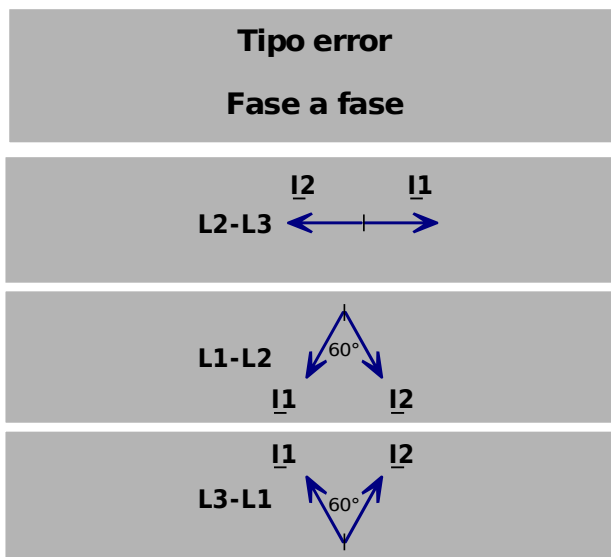 Tipo error
Fase a fase
I2 I1
L2-L3
60°
L1-L2
I1 I2
I1 I2
L3-L1
60°